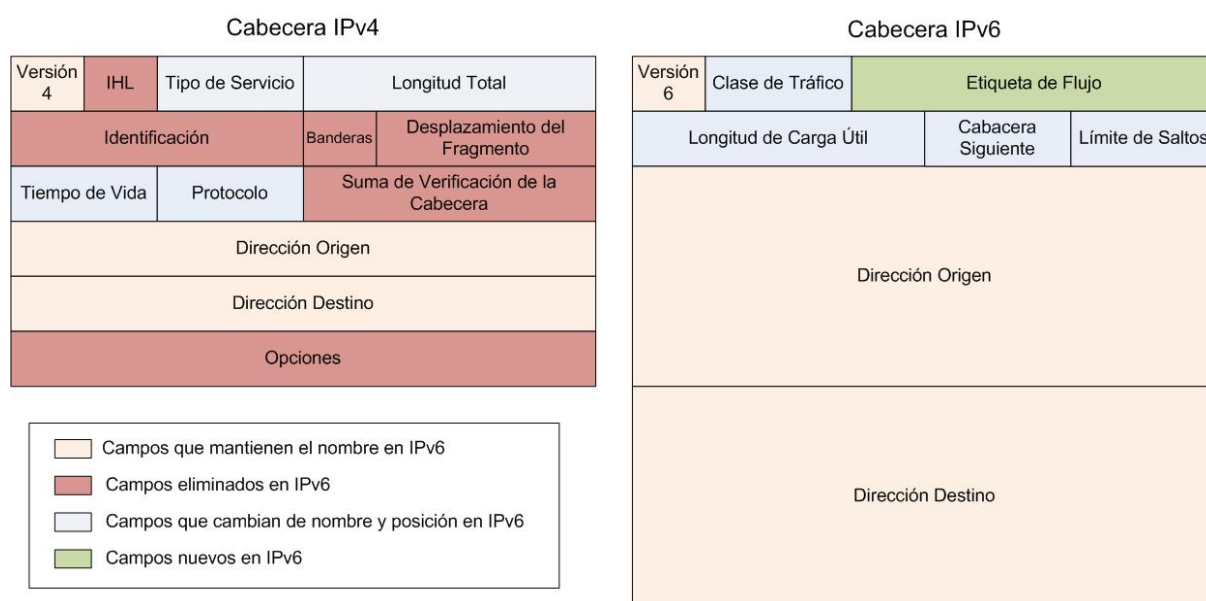 Cabecera IPv4
Versión
4
IHL
Tipo de Servicio
Longitud Total
Identificación
Banderas
Desplazamiento del
Fragmento
Tiempo de Vida
Protocolo
Suma de Verificación de la
Cabecera
Dirección Origen
Dirección Destino
Opciones
Campos que mantienen el nombre en IPv6
Campos eliminados en IPv6
Campos que cambian de nombre y posición en IPv6
Campos nuevos en IPv6
Cabecera IPv6
Versión
6
Clase de Tráfico
Etiqueta de Flujo
Longitud de Carga Útil
Cabacera
Siguiente
Límite de Saltos
Dirección Origen
Dirección Destino